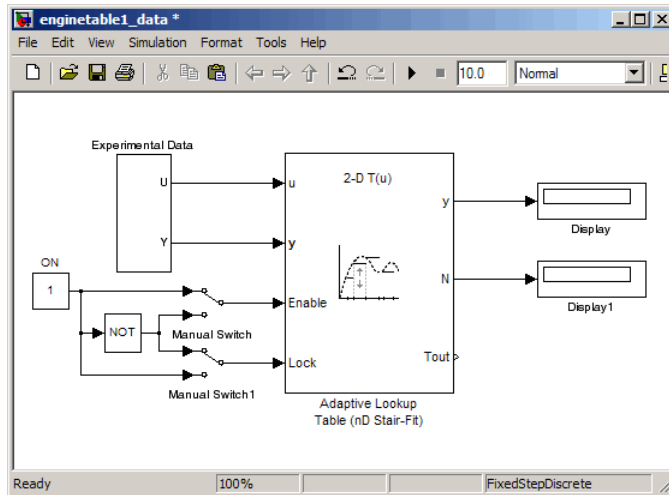 enginetable1_data *
File Edit View Simulation Format Tools Help
10.0 Normal
Experimental Data
U
Y
ON
1
NOT
Manual Switch
Manual Switch1
u
y
Enable
Lock
2-D T(u)
y
N
Tout
Adaptive Lookup
Table (nD Stair-Fit)
Display
Display1
Ready 100% FixedStepDiscrete